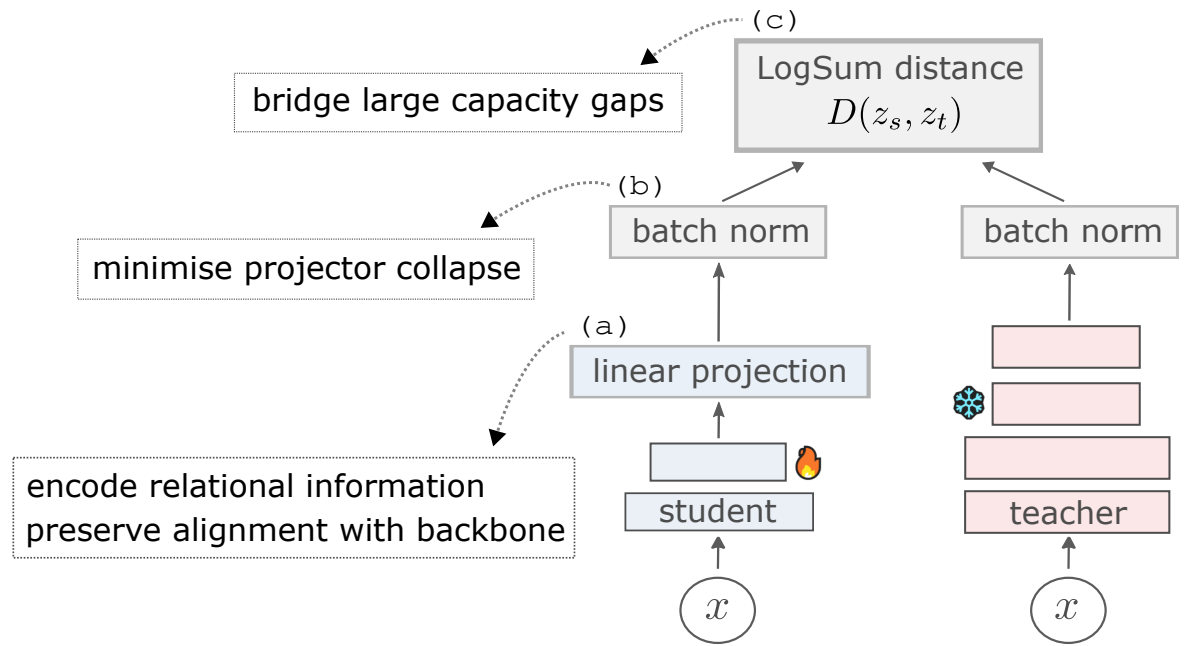 (c)
LogSum distance
D(z_s, z_t)
bridge large capacity gaps
(b)
batch norm
batch norm
minimise projector collapse
(a)
linear projection
encode relational information
preserve alignment with backbone
student
teacher
x
x